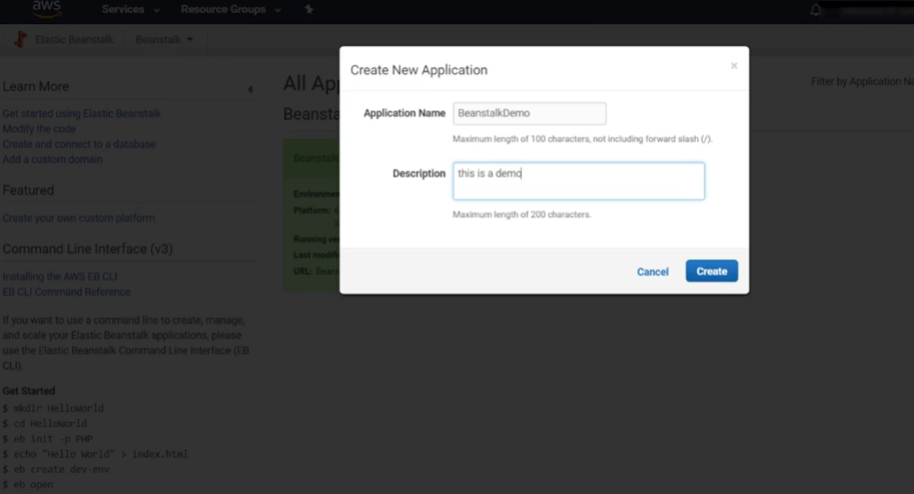 aws
Services
Resource Groups
Elastic Beanstalk
Beanstalk
Learn More
Get started using Elastic Beanstalk
Modify the code
Create and connect to a database
Add a custom domain
Featured
Create your own custom platform
Command Line Interface (v3)
Installing the AWS EB CLI
EB CLI Command Reference
If you want to use a command line to create, manage,
and scale your Elastic Beanstalk applications, please
use the Elastic Beanstalk Command Line Interface (EB
CLI).
Get Started
$ mkdir HelloWorld
$ cd HelloWorld
$ eb init -p PHP
$ echo "Hello World" > index.html
$ eb create dev-env
$ eb open
All Ap
Beansta
Beanstalk
Environmen
Platform:
Running ve
Last modifi
URL: Beans
Filter by Application Na
Create New Application
×
Application Name
BeanstalkDemo
Maximum length of 100 characters, not including forward slash (/).
Description
this is a demo
Maximum length of 200 characters.
Cancel
Create